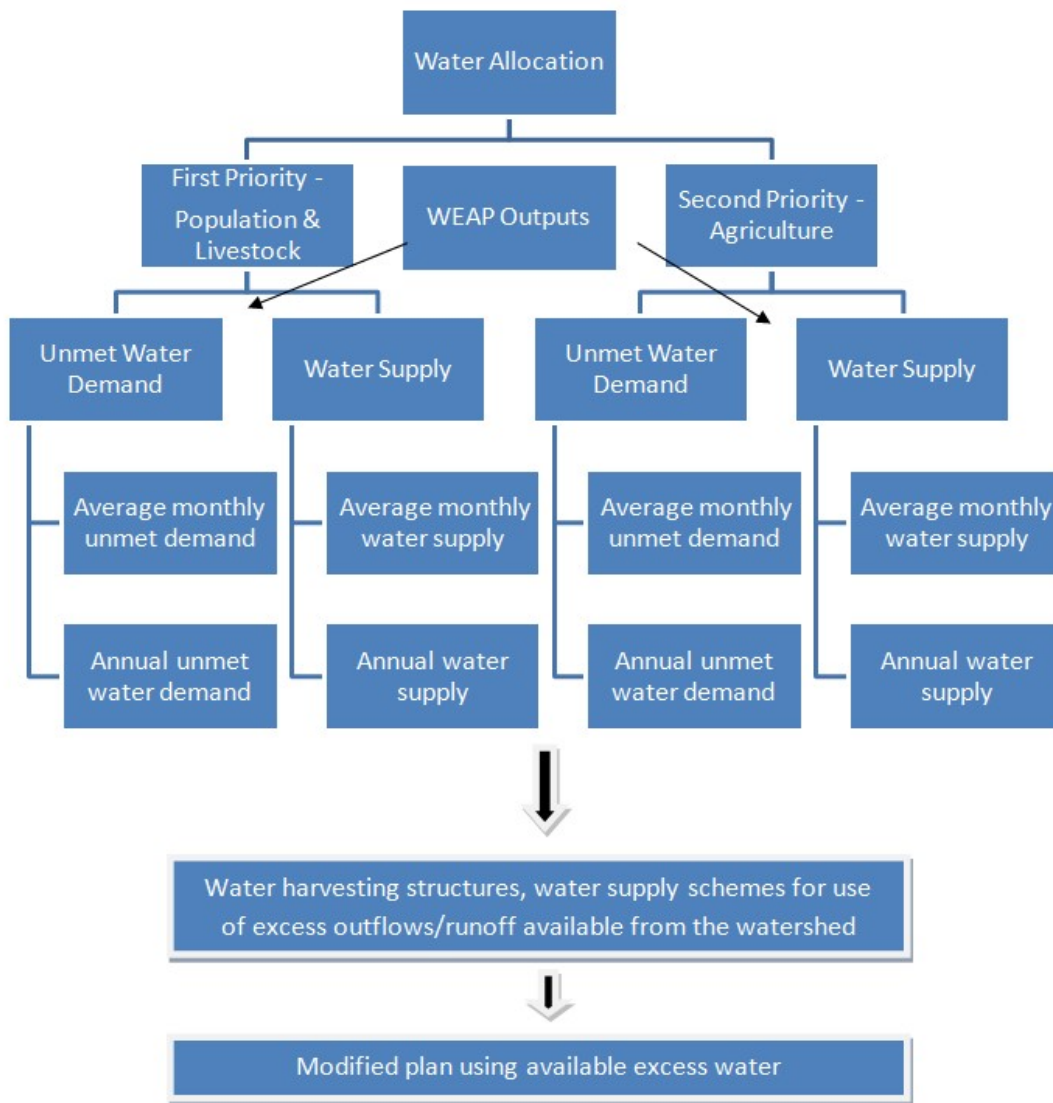 Water Allocation
First Priority -
Population &
Livestock
WEAP Outputs
Second Priority -
Agriculture
Unmet Water
Demand
Water Supply
Unmet Water
Demand
Water Supply
Average monthly
unmet demand
Average monthly
water supply
Average monthly
unmet demand
Average monthly
water supply
Annual unmet
water demand
Annual water
supply
Annual unmet
water demand
Annual water
supply
Water harvesting structures, water supply schemes for use
of excess outflows/runoff available from the watershed
Modified plan using available excess water